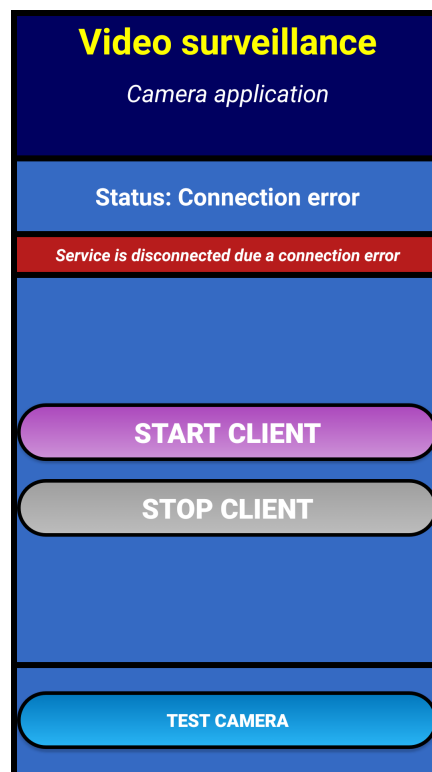 Video surveillance
Camera application
Status: Connection error
Service is disconnected due a connection error
START CLIENT
STOP CLIENT
TEST CAMERA